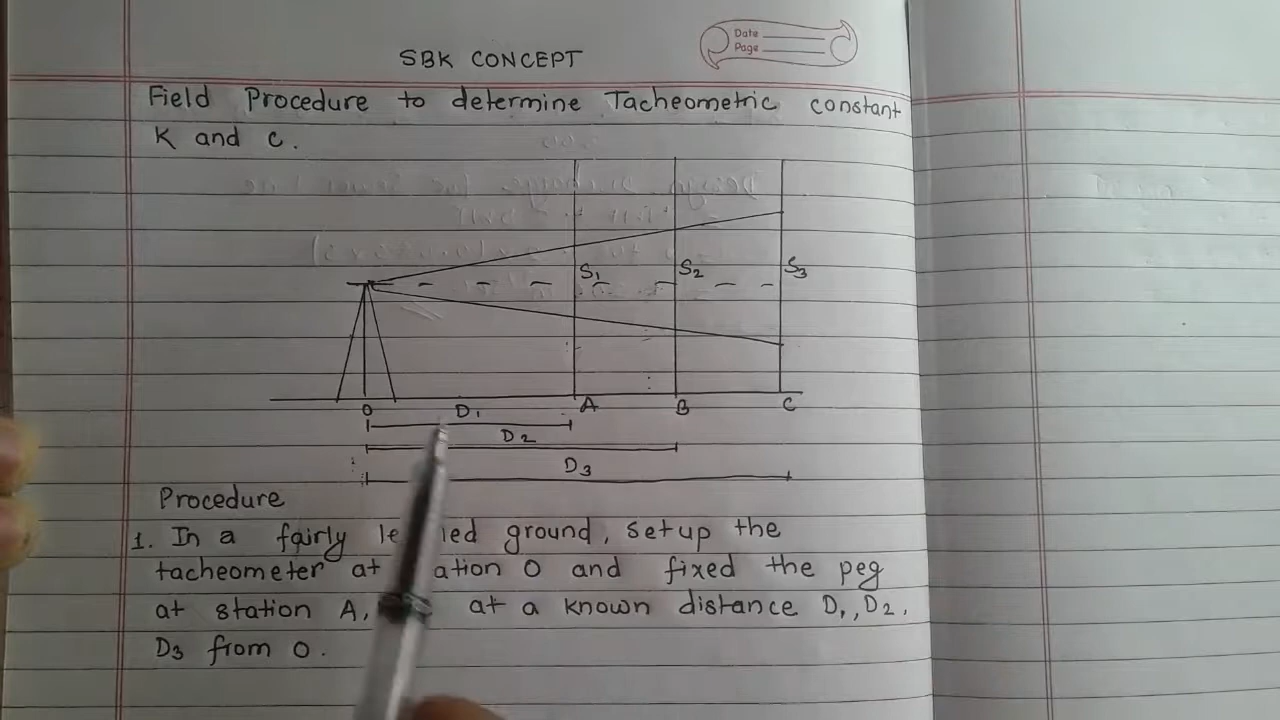 Date
Page
SBK CONCEPT
Field Procedure to determine Tacheometric constant
K and C.
S1 S2 S3
O D1 A B C
D2
D3
Procedure
1. In a fairly ground, setup the
tacheometer at O and fixed the peg
at station A, at a known distance D1, D2,
D3 from O.